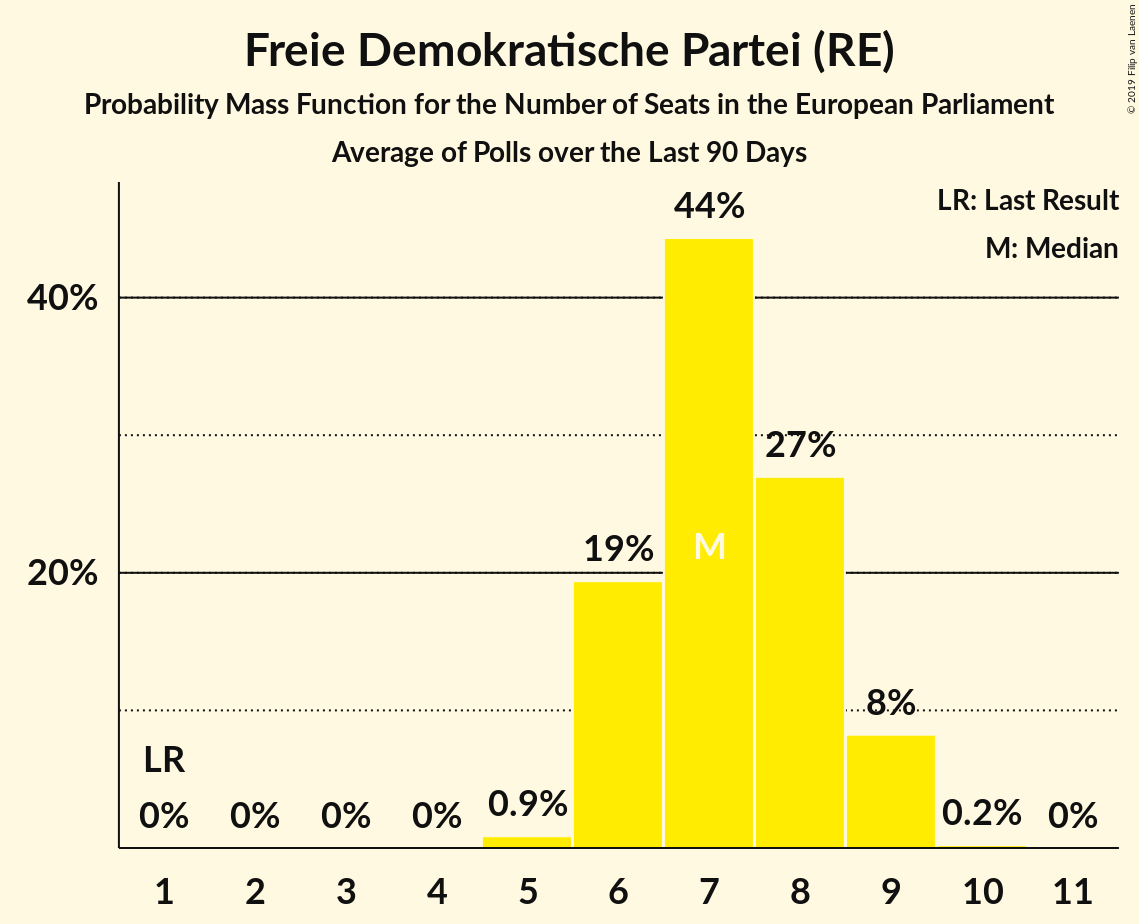 Freie Demokratische Partei (RE)
Probability Mass Function for the Number of Seats in the European Parliament
Average of Polls over the Last 90 Days
© 2019 Filip van Laenen
LR: Last Result
M: Median
44%
40%
27%
19%
M
20%
8%
LR
0%
0%
0%
0%
0.9%
0.2%
0%
1 2 3 4 5 6 7 8 9 10 11